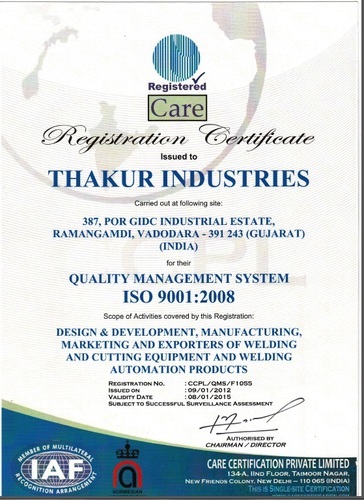 Registered
Care
Registration Certificate
Issued to
THAKUR INDUSTRIES
Carried out at following site:
387, POR GIDC INDUSTRIAL ESTATE,
RAMANGAMDI, VADODARA - 391 243 (GUJARAT)
(INDIA)
for their
QUALITY MANAGEMENT SYSTEM
ISO 9001:2008
Scope of Activities covered by this Registration:
DESIGN & DEVELOPMENT, MANUFACTURING,
MARKETING AND EXPORTERS OF WELDING
AND CUTTING EQUIPMENT AND WELDING
AUTOMATION PRODUCTS
REGISTRATION NO. : CCPL/QMS/F1055
ISSUED ON : 09/01/2012
VALIDITY DATE : 08/01/2015
SUBJECT TO SUCCESSFUL SURVEILLANCE ASSESSMENT
AUTHORISED BY
CHAIRMAN / DIRECTOR
MEMBER OF MULTILATERAL
IAF
RECOGNITION ARRANGEMENT
a
NORWEGIAN
CARE CERTIFICATION PRIVATE LIMITED
134-A, IIND FLOOR, TAIMOOR NAGAR,
NEW FRIENDS COLONY, NEW DELHI – 110 065 (INDIA)
THIS IS SINGLE-SITE CERTIFICATION
CPL